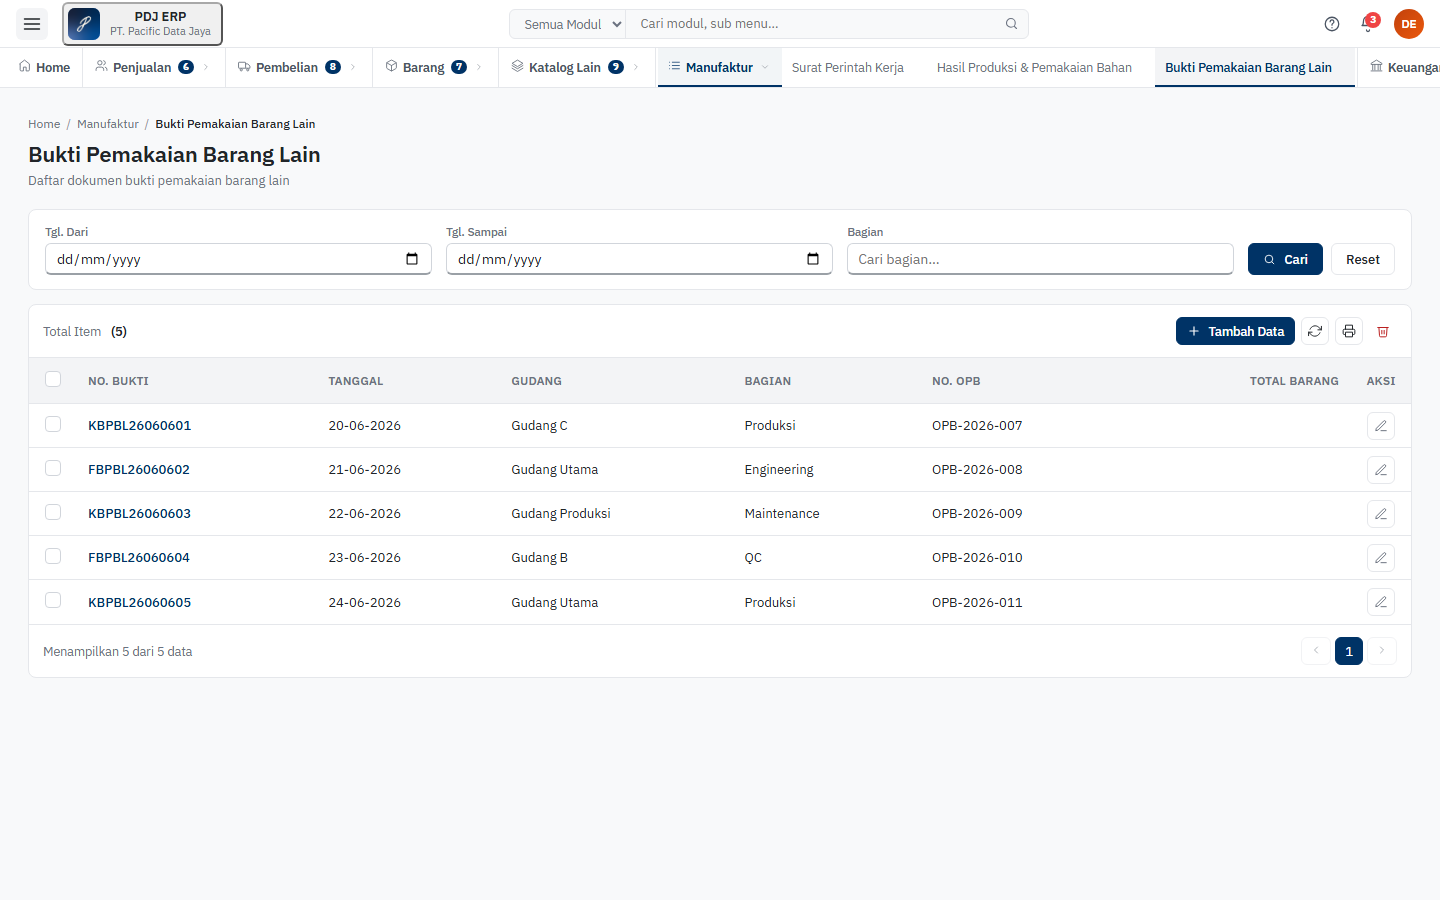 PDJ ERP
PT. Pacific Data Jaya
Semua Modul
Cari modul, sub menu...
3
DE
Home
Penjualan 6
Pembelian 8
Barang 7
Katalog Lain 9
Manufaktur
Surat Perintah Kerja
Hasil Produksi & Pemakaian Bahan
Bukti Pemakaian Barang Lain
Home / Manufaktur / Bukti Pemakaian Barang Lain
Bukti Pemakaian Barang Lain
Daftar dokumen bukti pemakaian barang lain
Tgl. Dari
Tgl. Sampai
Bagian
dd/mm/yyyy
dd/mm/yyyy
Cari bagian...
Cari
Reset
Total Item (5)
Tambah Data
NO. BUKTI TANGGAL GUDANG BAGIAN NO. OPB TOTAL BARANG AKSI
KBPBL26060601 20-06-2026 Gudang C Produksi OPB-2026-007
FBPBL26060602 21-06-2026 Gudang Utama Engineering OPB-2026-008
KBPBL26060603 22-06-2026 Gudang Produksi Maintenance OPB-2026-009
FBPBL26060604 23-06-2026 Gudang B QC OPB-2026-010
KBPBL26060605 24-06-2026 Gudang Utama Produksi OPB-2026-011
Menampilkan 5 dari 5 data
1